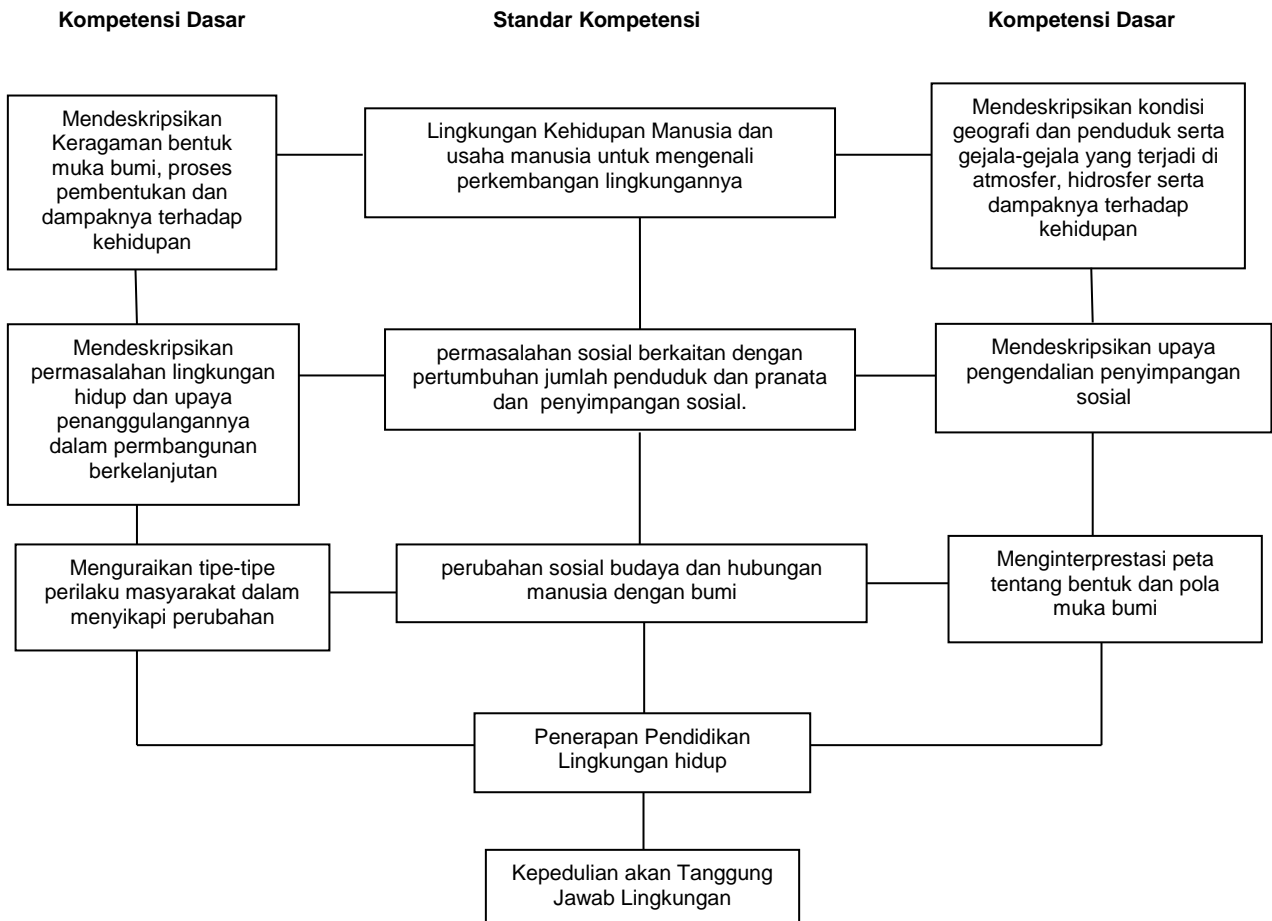 Kompetensi Dasar
Standar Kompetensi
Kompetensi Dasar
Mendeskripsikan
Keragaman bentuk
muka bumi, proses
pembentukan dan
dampaknya terhadap
kehidupan
Lingkungan Kehidupan Manusia dan
usaha manusia untuk mengenali
perkembangan lingkungannya
Mendeskripsikan kondisi
geografi dan penduduk serta
gejala-gejala yang terjadi di
atmosfer, hidrosfer serta
dampaknya terhadap
kehidupan
Mendeskripsikan
permasalahan lingkungan
hidup dan upaya
penanggulangannya
dalam permbangunan
berkelanjutan
permasalahan sosial berkaitan dengan
pertumbuhan jumlah penduduk dan pranata
dan penyimpangan sosial.
Mendeskripsikan upaya
pengendalian penyimpangan
sosial
Menguraikan tipe-tipe
perilaku masyarakat dalam
menyikapi perubahan
perubahan sosial budaya dan hubungan
manusia dengan bumi
Menginterprestasi peta
tentang bentuk dan pola
muka bumi
Penerapan Pendidikan
Lingkungan hidup
Kepedulian akan Tanggung
Jawab Lingkungan